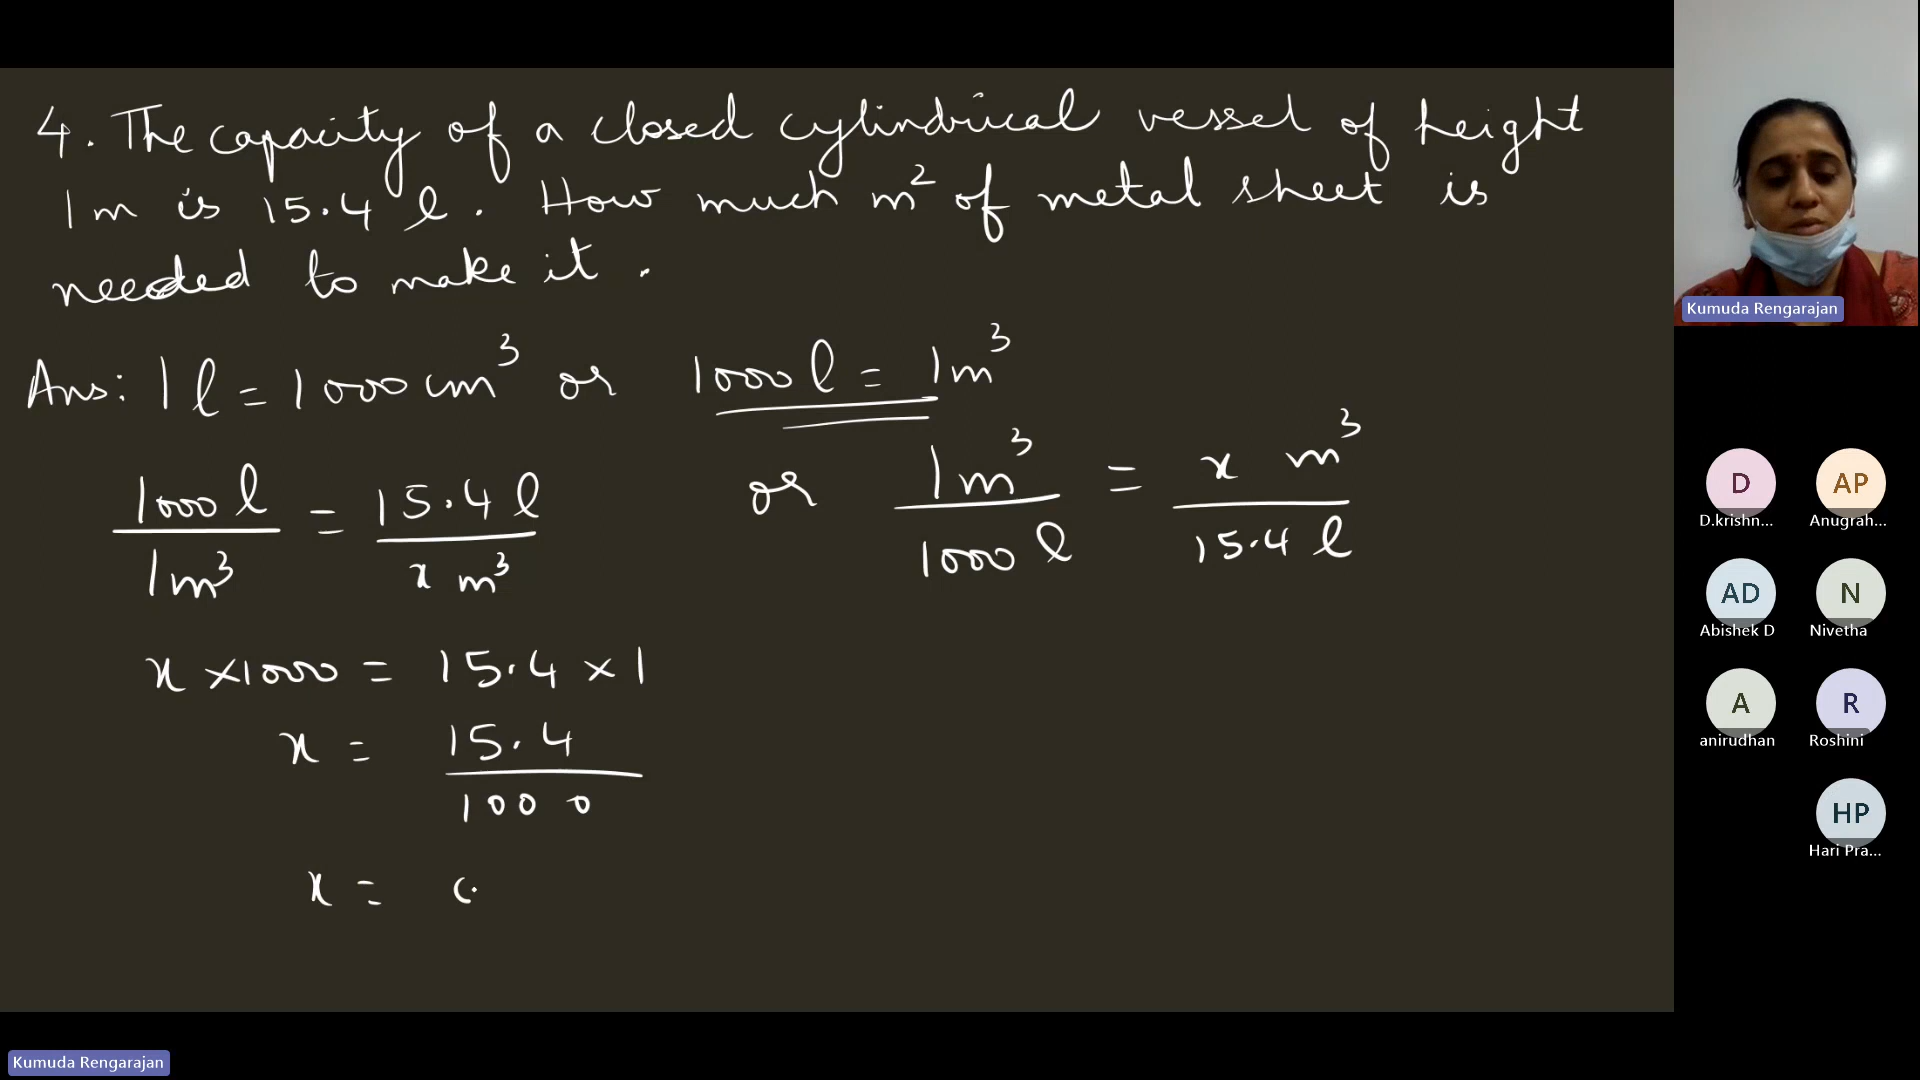 4. The capacity of a closed cylindrical vessel of height
1m is 15.4 l. How much m² of metal sheet is
needed to make it.
Ans: 1 l = 1000 cm³ or 1000 l = 1m³
1000 l / 1m³ = 15.4 l / x m³ or 1m³ / 1000 l = x m³ / 15.4 l
x × 1000 = 15.4 × 1
x = 15.4 / 1000
x = 0.
Kumuda Rengarajan
D AP
D.krishn... Anugrah...
AD N
Abishek D Nivetha
A R
anirudhan Roshini
HP
Hari Pra...
Kumuda Rengarajan